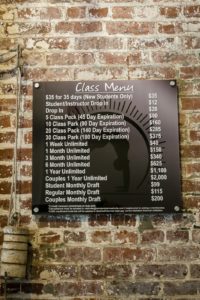 Class Menu
$35 for 35 days (New Students Only) $35
Student/Instructor Drop in $12
Drop In $20
5 Class Pack (45 Day Expiration) $90
10 Class Pack (90 Day Expiration) $160
20 Class Pack (140 Day Expiration) $285
30 Class Pack (180 Day Expiration) $375
1 Week Unlimited $40
1 Month Unlimited $150
3 Month Unlimited $340
6 Month Unlimited $625
1 Year Unlimited $1,100
Couples 1 Year Unlimited $2,000
Student Monthly Draft $99
Regular Monthly Draft $115
Couples Monthly Draft $200